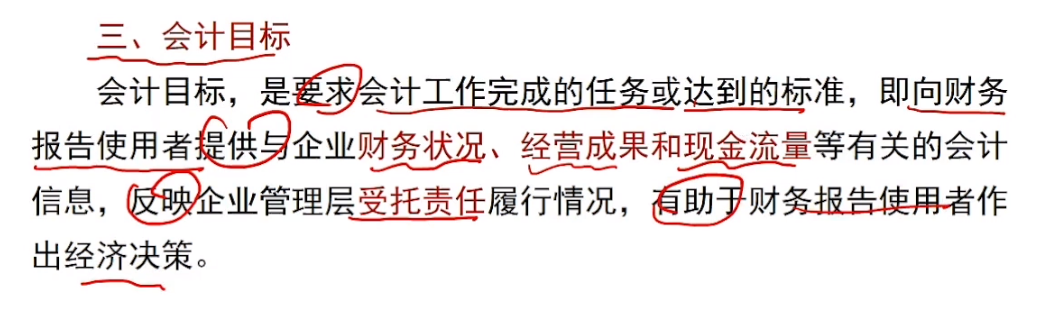 三、会计目标
会计目标，是要求会计工作完成的任务或达到的标准，即向财务
报告使用者提供与企业财务状况、经营成果和现金流量等有关的会计
信息，反映企业管理层受托责任履行情况，有助于财务报告使用者作
出经济决策。